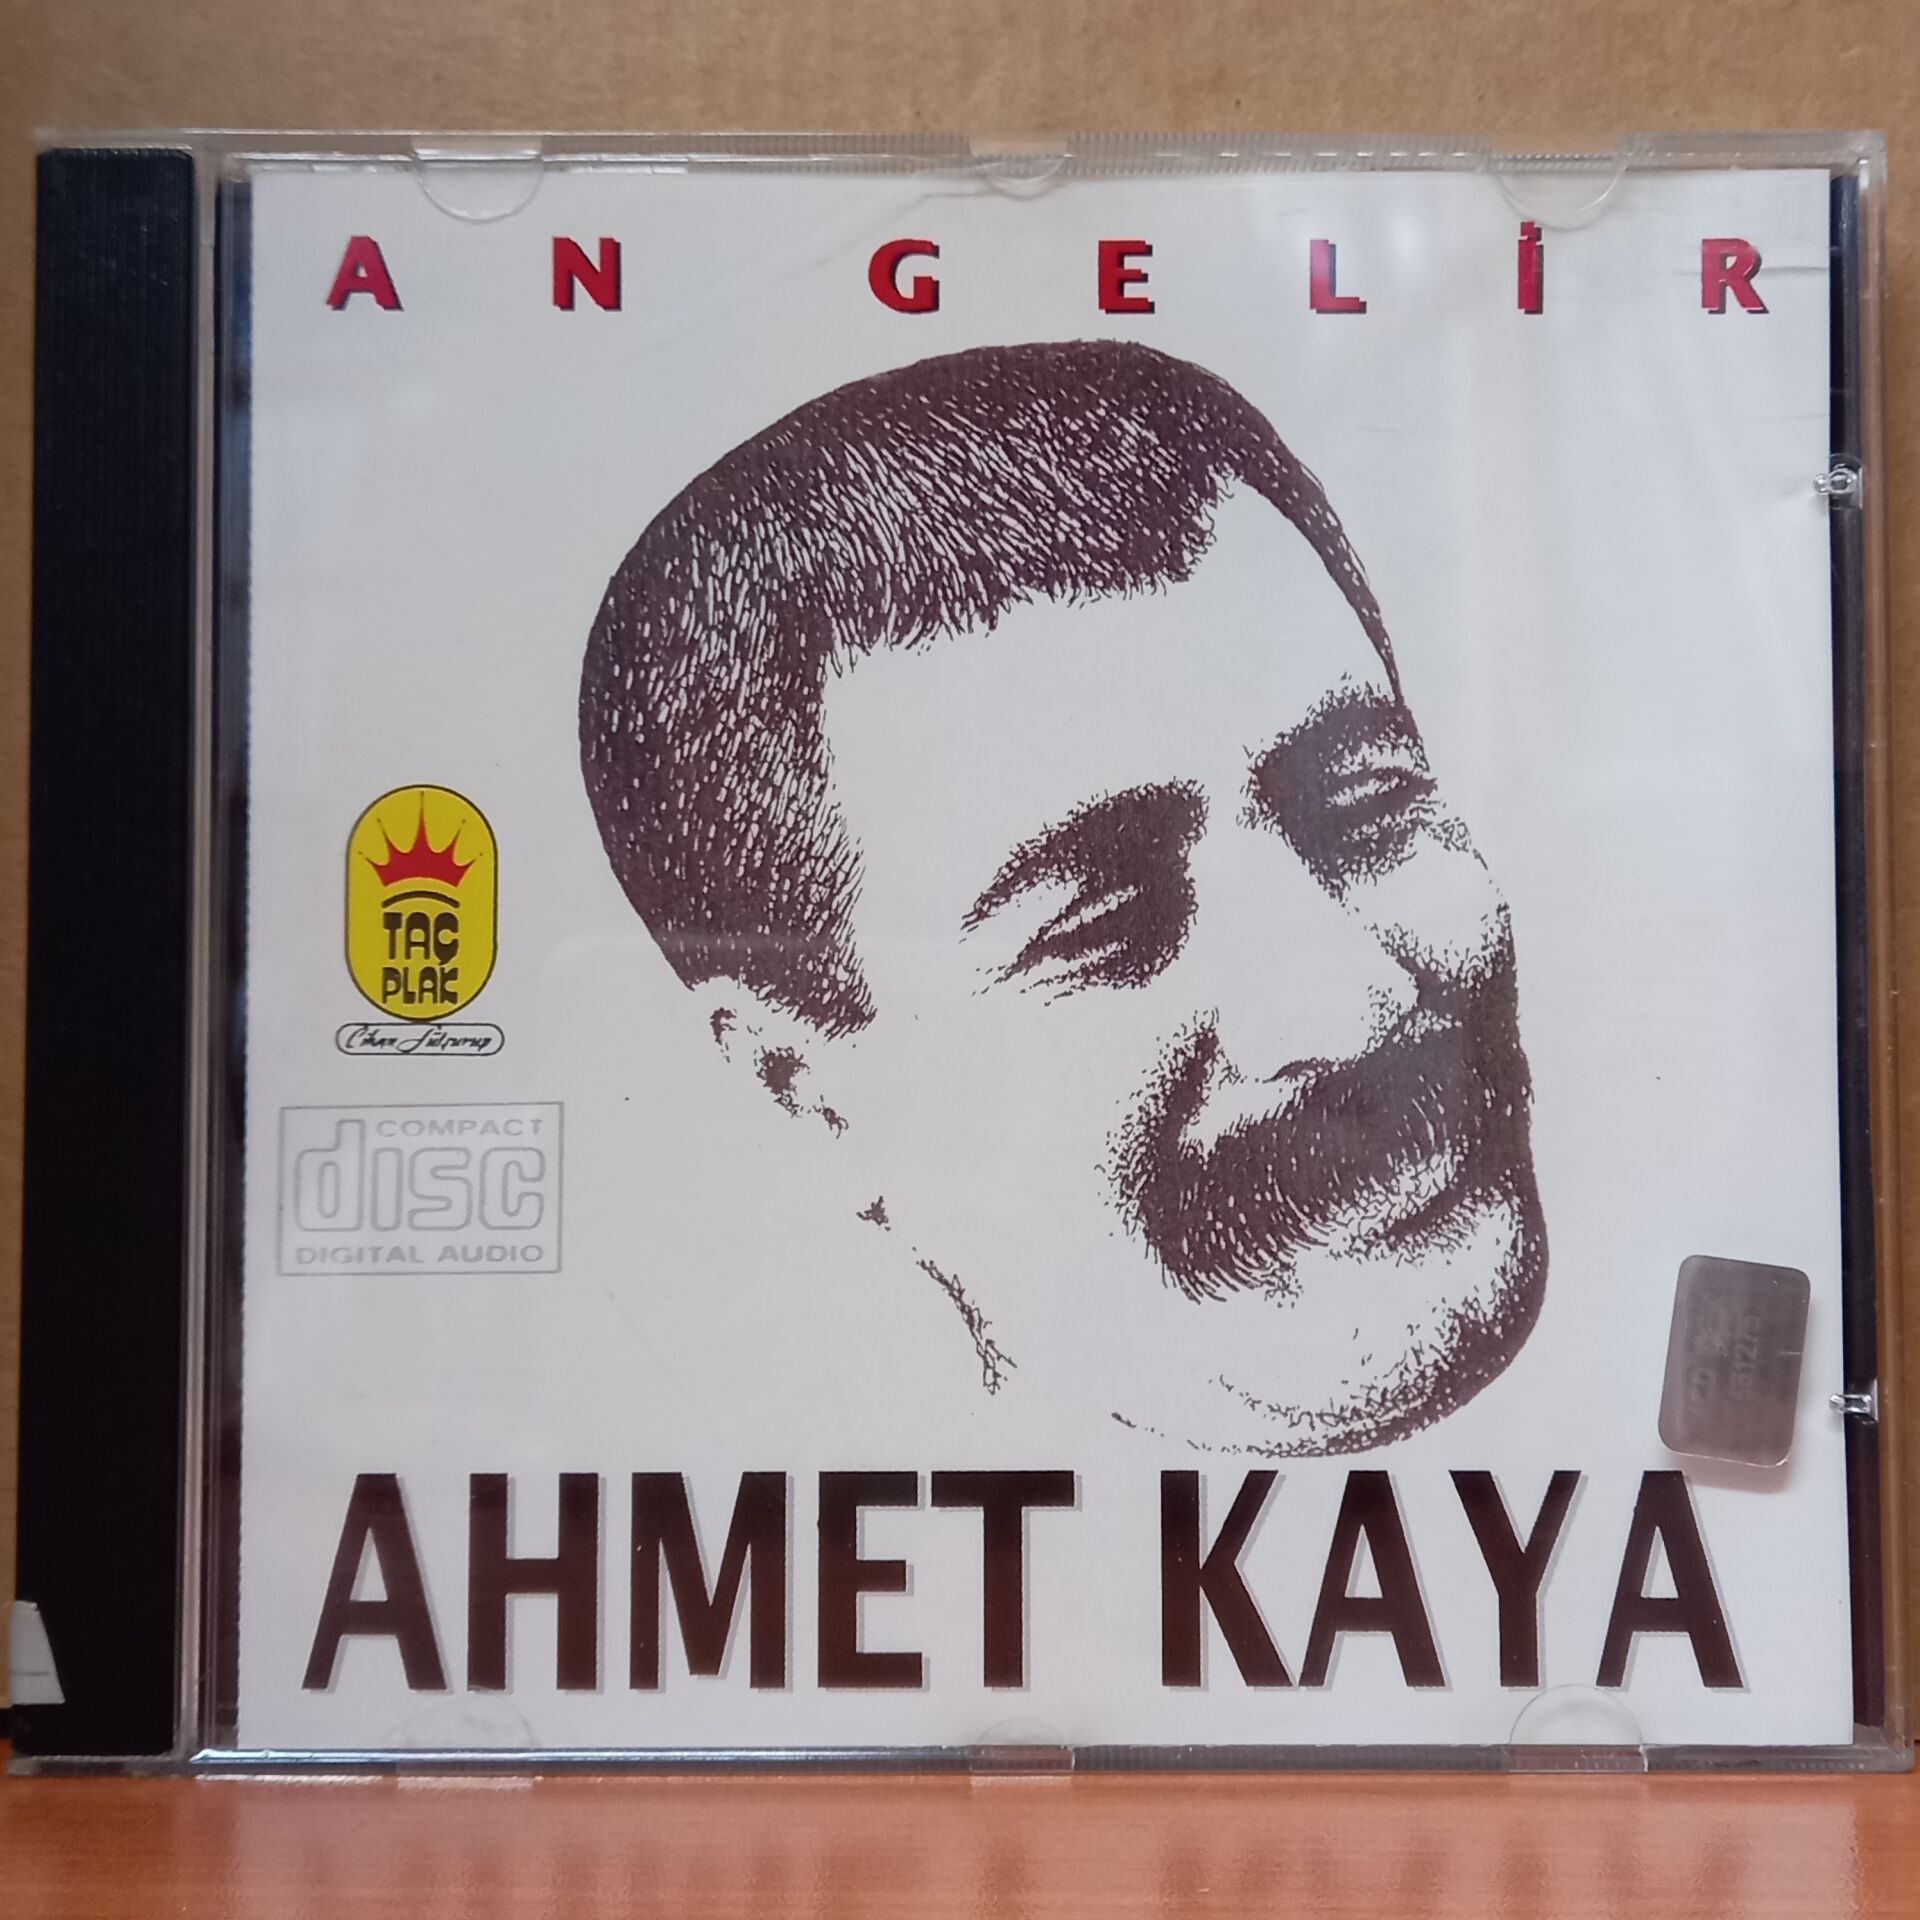 AN GELİR
TAÇ
PLAK
COMPACT
disc
DIGITAL AUDIO
AHMET KAYA